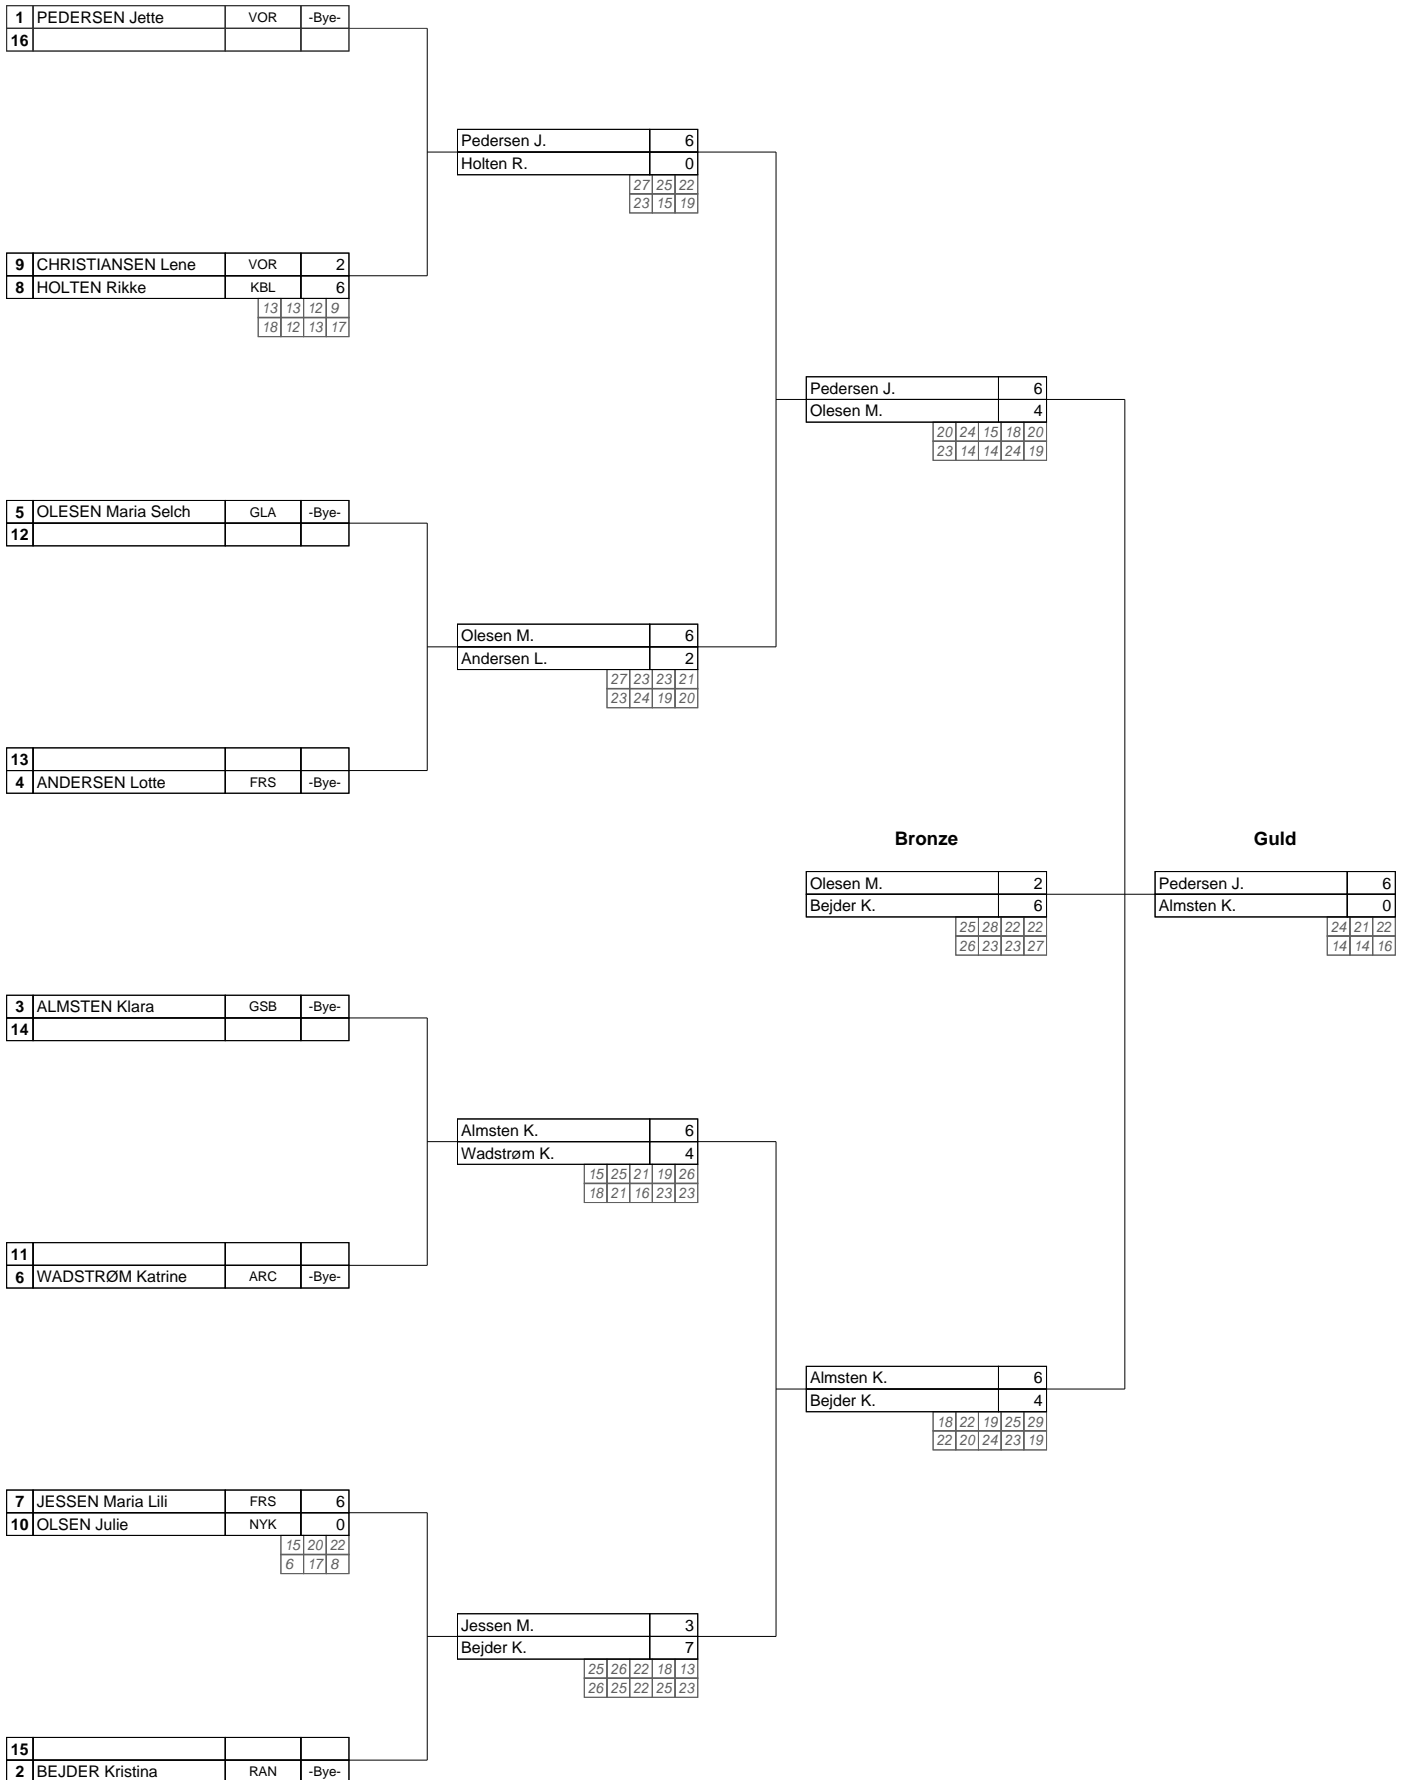 1 PEDERSEN Jette VOR -Bye-
16
Pedersen J. 6
Holten R. 0
27 25 22
23 15 19
9 CHRISTIANSEN Lene VOR 2
8 HOLTEN Rikke KBL 6
13 13 12 9
18 12 13 17
Pedersen J. 6
Olesen M. 4
20 24 15 18 20
23 14 14 24 19
5 OLESEN Maria Selch GLA -Bye-
12
Olesen M. 6
Andersen L. 2
27 23 23 21
23 24 19 20
13
4 ANDERSEN Lotte FRS -Bye-
Bronze
Guld
Olesen M. 2
Bejder K. 6
25 28 22 22
26 23 23 27
Pedersen J. 6
Almsten K. 0
24 21 22
14 14 16
3 ALMSTEN Klara GSB -Bye-
14
Almsten K. 6
Wadstrøm K. 4
15 25 21 19 26
18 21 16 23 23
11
6 WADSTRØM Katrine ARC -Bye-
Almsten K. 6
Bejder K. 4
18 22 19 25 29
22 20 24 23 19
7 JESSEN Maria Lili FRS 6
10 OLSEN Julie NYK 0
15 20 22
6 17 8
Jessen M. 3
Bejder K. 7
25 26 22 18 13
26 25 22 25 23
15
2 BEJDER Kristina RAN -Bye-